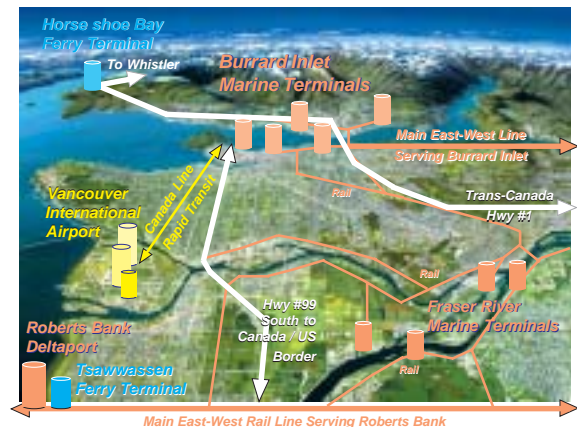 Horse shoe Bay
Ferry Terminal
To Whistler
Burrard Inlet
Marine Terminals
Main East-West Line
Serving Burrard Inlet
Rail
Trans-Canada
Hwy #1
Canada Line
Rapid Transit
Vancouver
International
Airport
Rail
Hwy #99
South to
Canada / US
Border
Fraser River
Marine Terminals
Roberts Bank
Deltaport
Rail
Tsawwassen
Ferry Terminal
Main East-West Rail Line Serving Roberts Bank